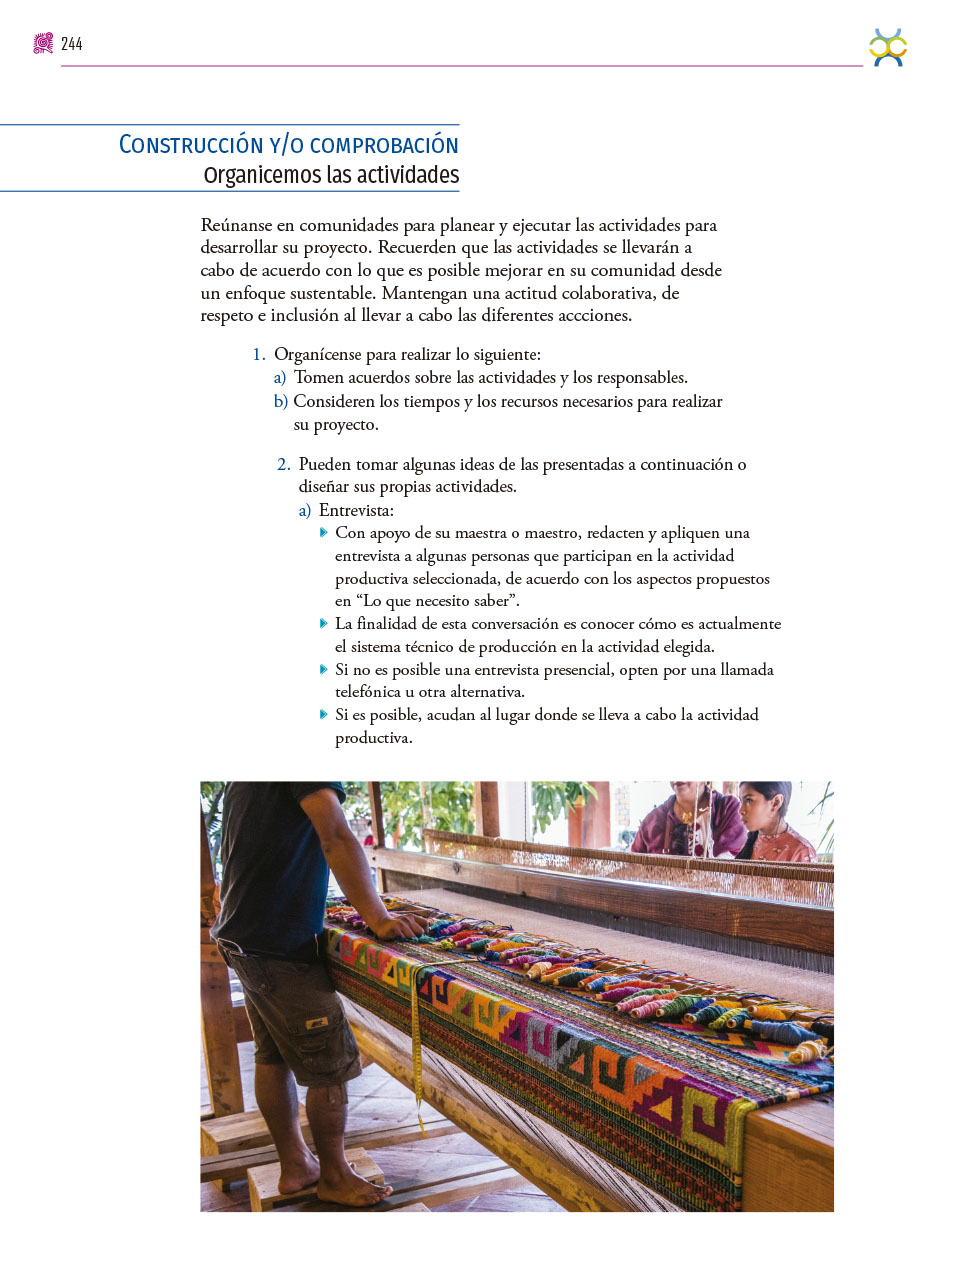 244
Construcción y/o comprobación
Organicemos las actividades
Reúnanse en comunidades para planear y ejecutar las actividades para
desarrollar su proyecto. Recuerden que las actividades se llevarán a
cabo de acuerdo con lo que es posible mejorar en su comunidad desde
un enfoque sustentable. Mantengan una actitud colaborativa, de
respeto e inclusión al llevar a cabo las diferentes accciones.
1. Organícense para realizar lo siguiente:
a) Tomen acuerdos sobre las actividades y los responsables.
b) Consideren los tiempos y los recursos necesarios para realizar
su proyecto.
2. Pueden tomar algunas ideas de las presentadas a continuación o
diseñar sus propias actividades.
a) Entrevista:
Con apoyo de su maestra o maestro, redacten y apliquen una
entrevista a algunas personas que participan en la actividad
productiva seleccionada, de acuerdo con los aspectos propuestos
en “Lo que necesito saber”.
La finalidad de esta conversación es conocer cómo es actualmente
el sistema técnico de producción en la actividad elegida.
Si no es posible una entrevista presencial, opten por una llamada
telefónica u otra alternativa.
Si es posible, acudan al lugar donde se lleva a cabo la actividad
productiva.